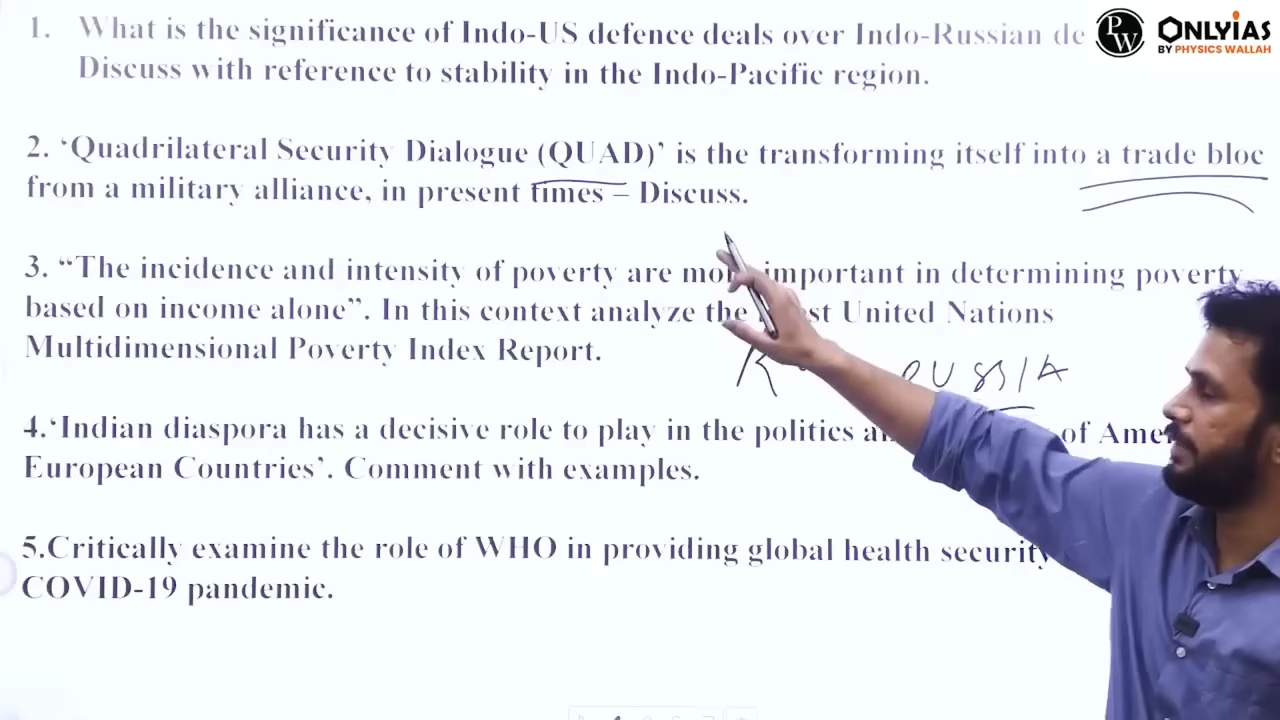 1. What is the significance of Indo-US defence deals over Indo-Russian de
Discuss with reference to stability in the Indo-Pacific region.
PW ONLYIAS
BY PHYSICS WALLAH
2. ‘Quadrilateral Security Dialogue (QUAD)’ is the transforming itself into a trade bloc
from a military alliance, in present times – Discuss.
3. “The incidence and intensity of poverty are more important in determining poverty
based on income alone”. In this context analyze the United Nations
Multidimensional Poverty Index Report.
RUSSIA
4.‘Indian diaspora has a decisive role to play in the politics of
European Countries’. Comment with examples.
5.Critically examine the role of WHO in providing global health security
COVID-19 pandemic.